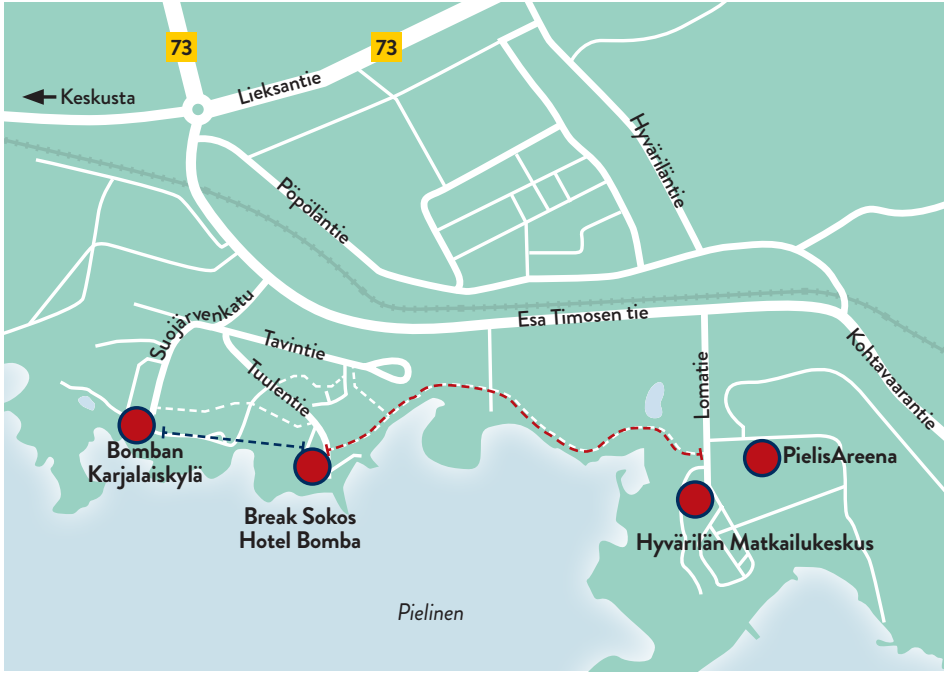 73
73
Lieksantie
Keskusta
Hyväriläntie
Pöpöläntie
Suojärvenkatu
Esa Timosen tie
Tavintie
Tuulentie
Lomatie
Kohtavaarantie
Bomban
Karjalaiskylä
PielisAreena
Break Sokos
Hotel Bomba
Hyvärilän Matkailukeskus
Pielinen